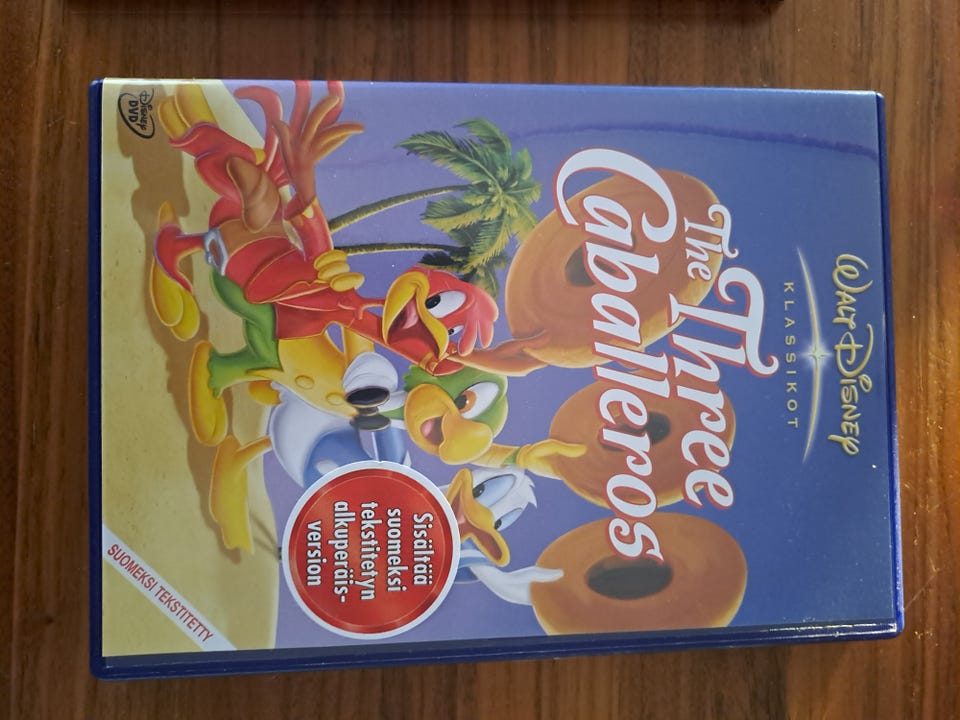 WALT DISNEY
KLASSIKOT
The Three
Caballeros
Sisältää
suomeksi
tekstitetyn
alkuperäis-
version
SUOMEKSI TEKSTITETTY
DISNEY
DVD